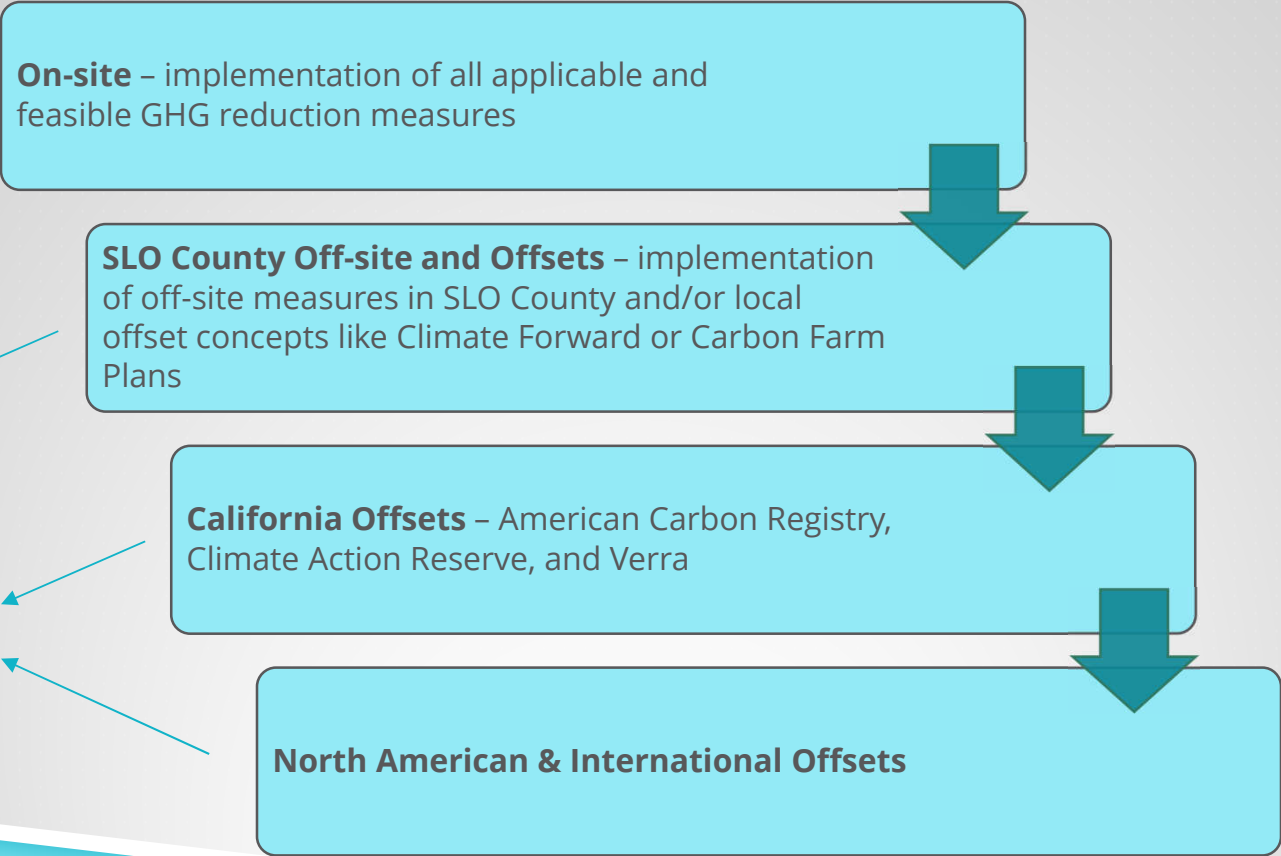 On-site – implementation of all applicable and
feasible GHG reduction measures
SLO County Off-site and Offsets – implementation
of off-site measures in SLO County and/or local
offset concepts like Climate Forward or Carbon Farm
Plans
California Offsets – American Carbon Registry,
Climate Action Reserve, and Verra
North American & International Offsets